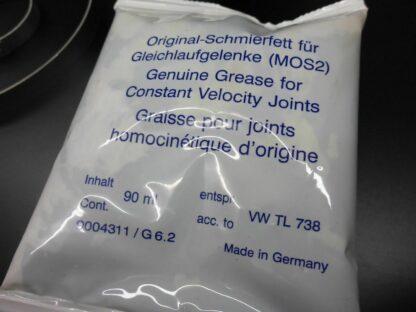 Original-Schmierfett für
Gleichlaufgelenke (MOS2)
Genuine Grease for
Constant Velocity Joints
Graisse pour joints
homocinétique d'origine
Inhalt 90 ml entspr. VW TL 738
Cont. acc. to
9004311 / G 6.2 Made in Germany